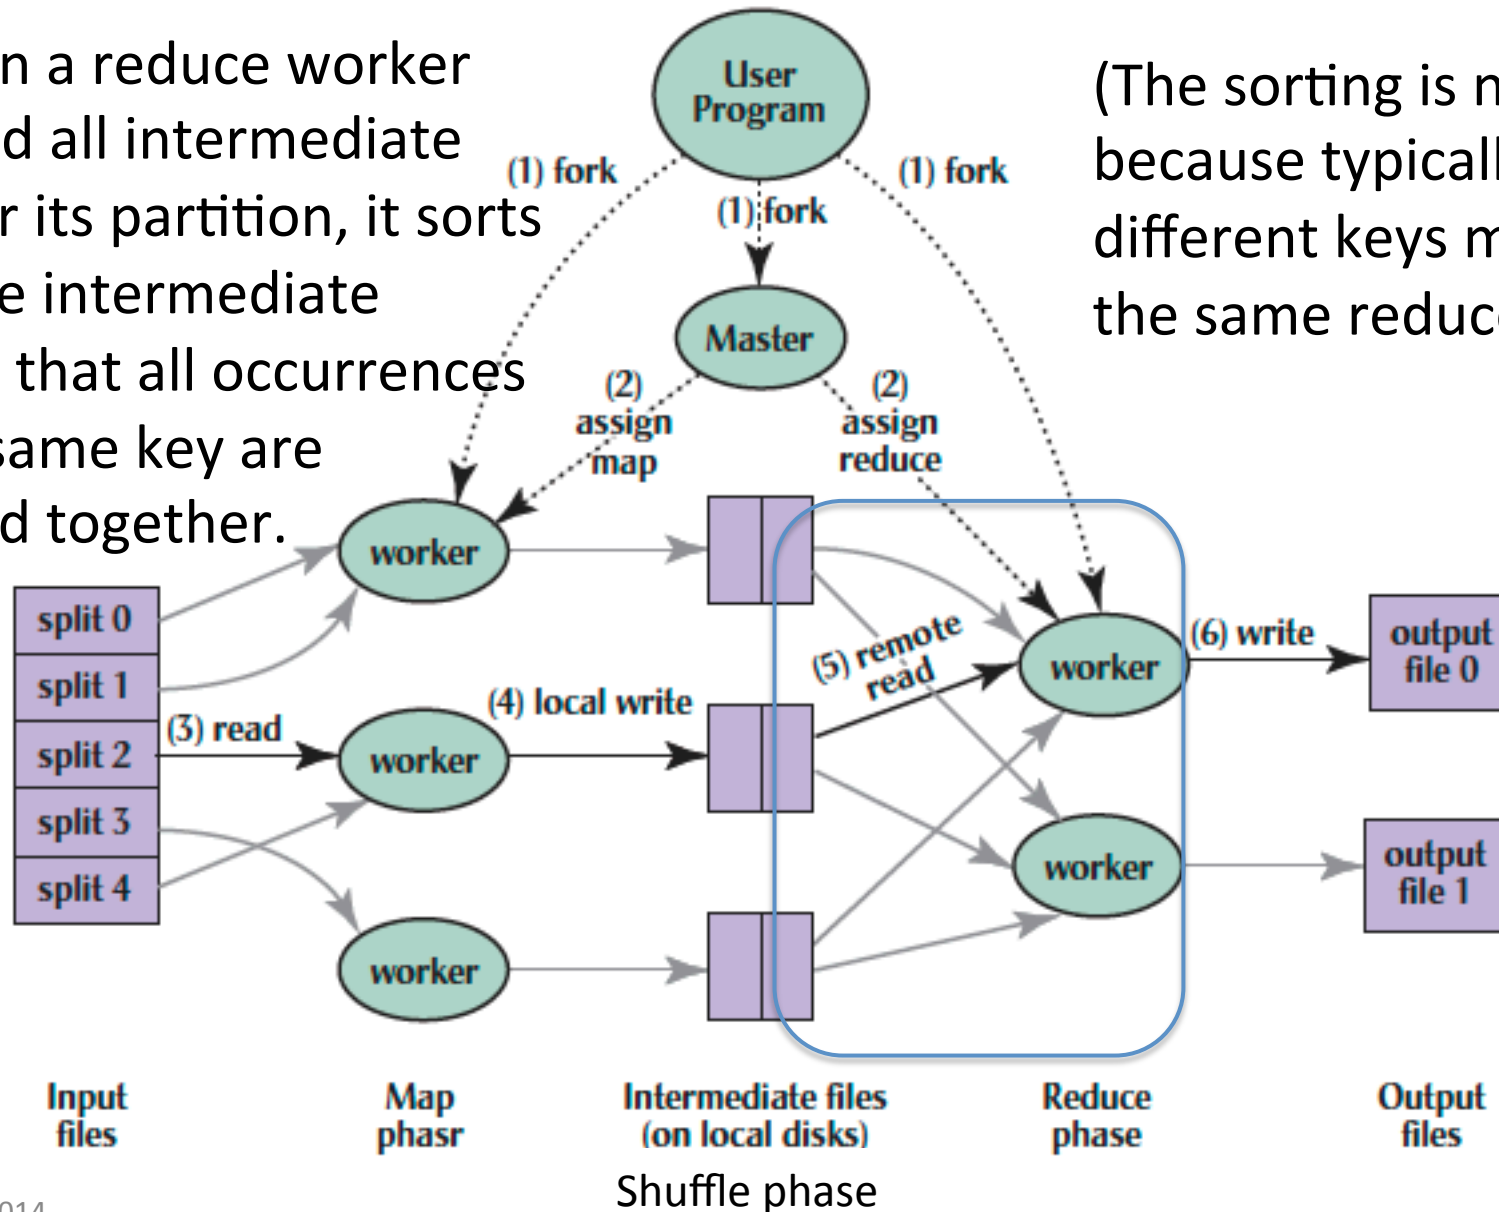 n a reduce worker
d all intermediate
r its partition, it sorts
e intermediate
that all occurrences
same key are
d together.
(The sorting is n
because typicall
different keys m
the same reduc
User
Program
(1) fork
(1) fork
(1) fork
Master
(2)
assign
map
(2)
assign
reduce
worker
worker
worker
split 0
split 1
split 2
split 3
split 4
(3) read
(4) local write
(5) remote
read
worker
worker
(6) write
output
file 0
output
file 1
Input
files
Map
phasr
Intermediate files
(on local disks)
Reduce
phase
Output
files
Shuffle phase
014